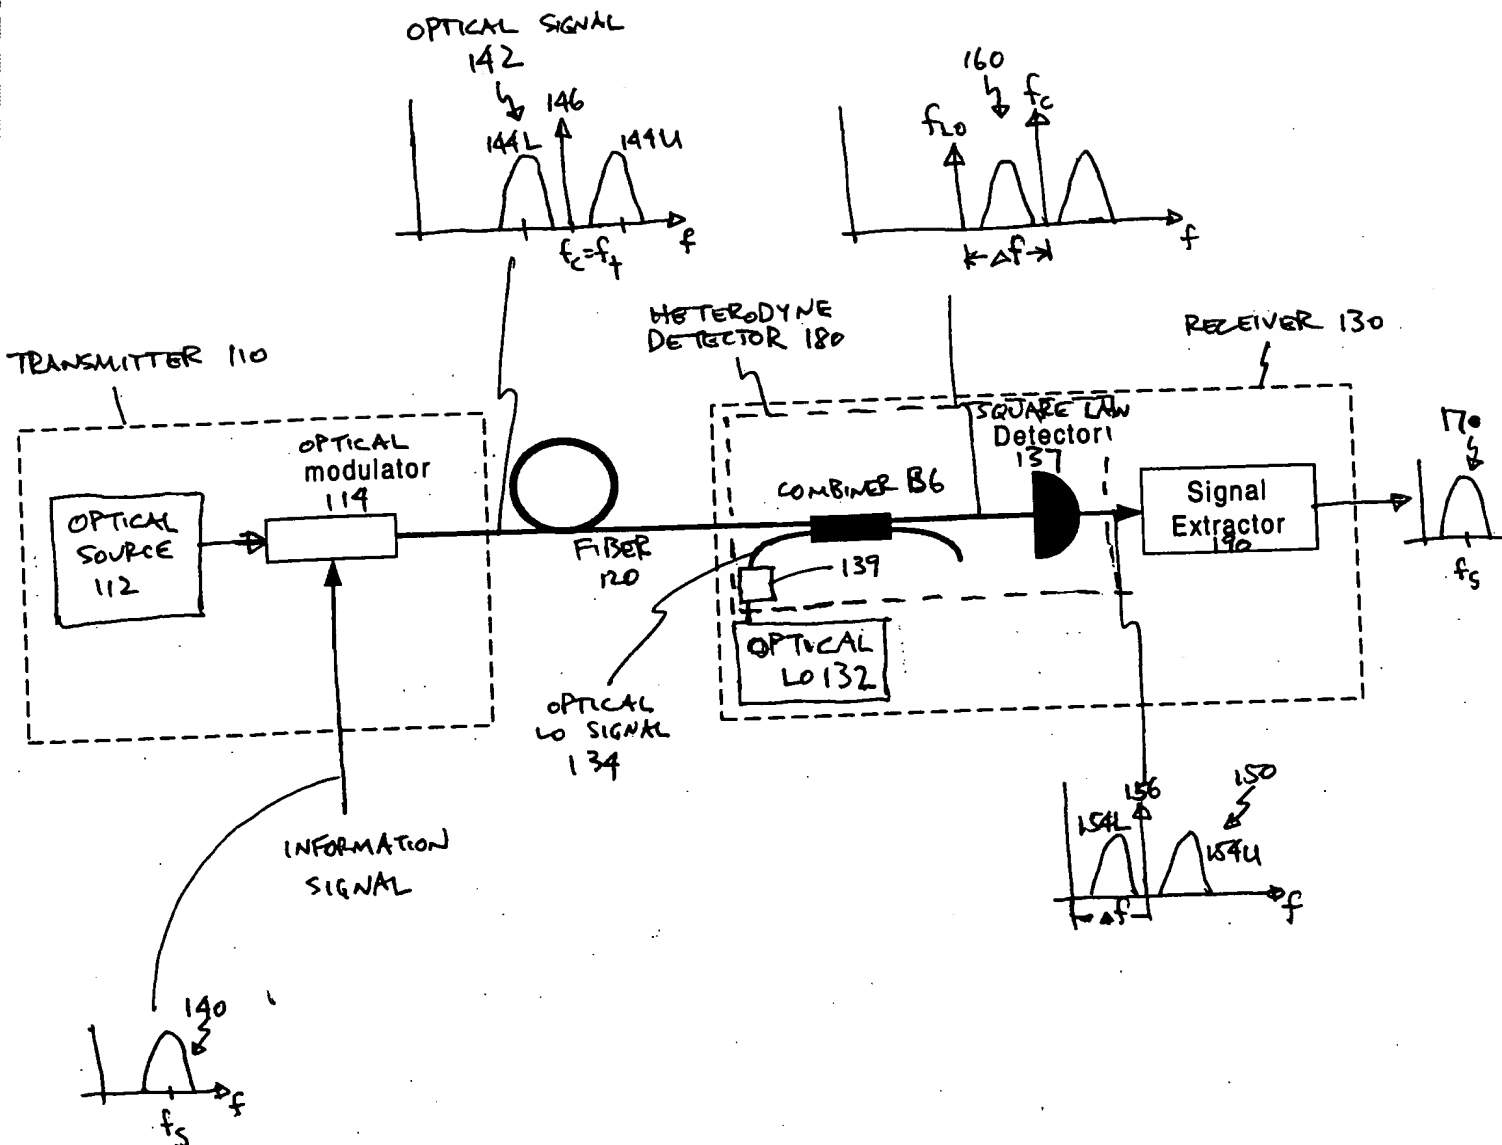 OPTICAL SIGNAL
142
146
144L
144U
fc=ft
f
160
fLO
fc
Δf
f
HETERODYNE
DETECTOR 180
RECEIVER 130
TRANSMITTER 110
OPTICAL
modulator
114
OPTICAL
SOURCE
112
FIBER
120
COMBINER 136
SQUARE LAW
Detector
137
Signal
Extractor
190
170
fs
139
OPTICAL
LO 132
OPTICAL
LO SIGNAL
134
INFORMATION
SIGNAL
156
150
154L
154U
Δf
f
140
f
fs